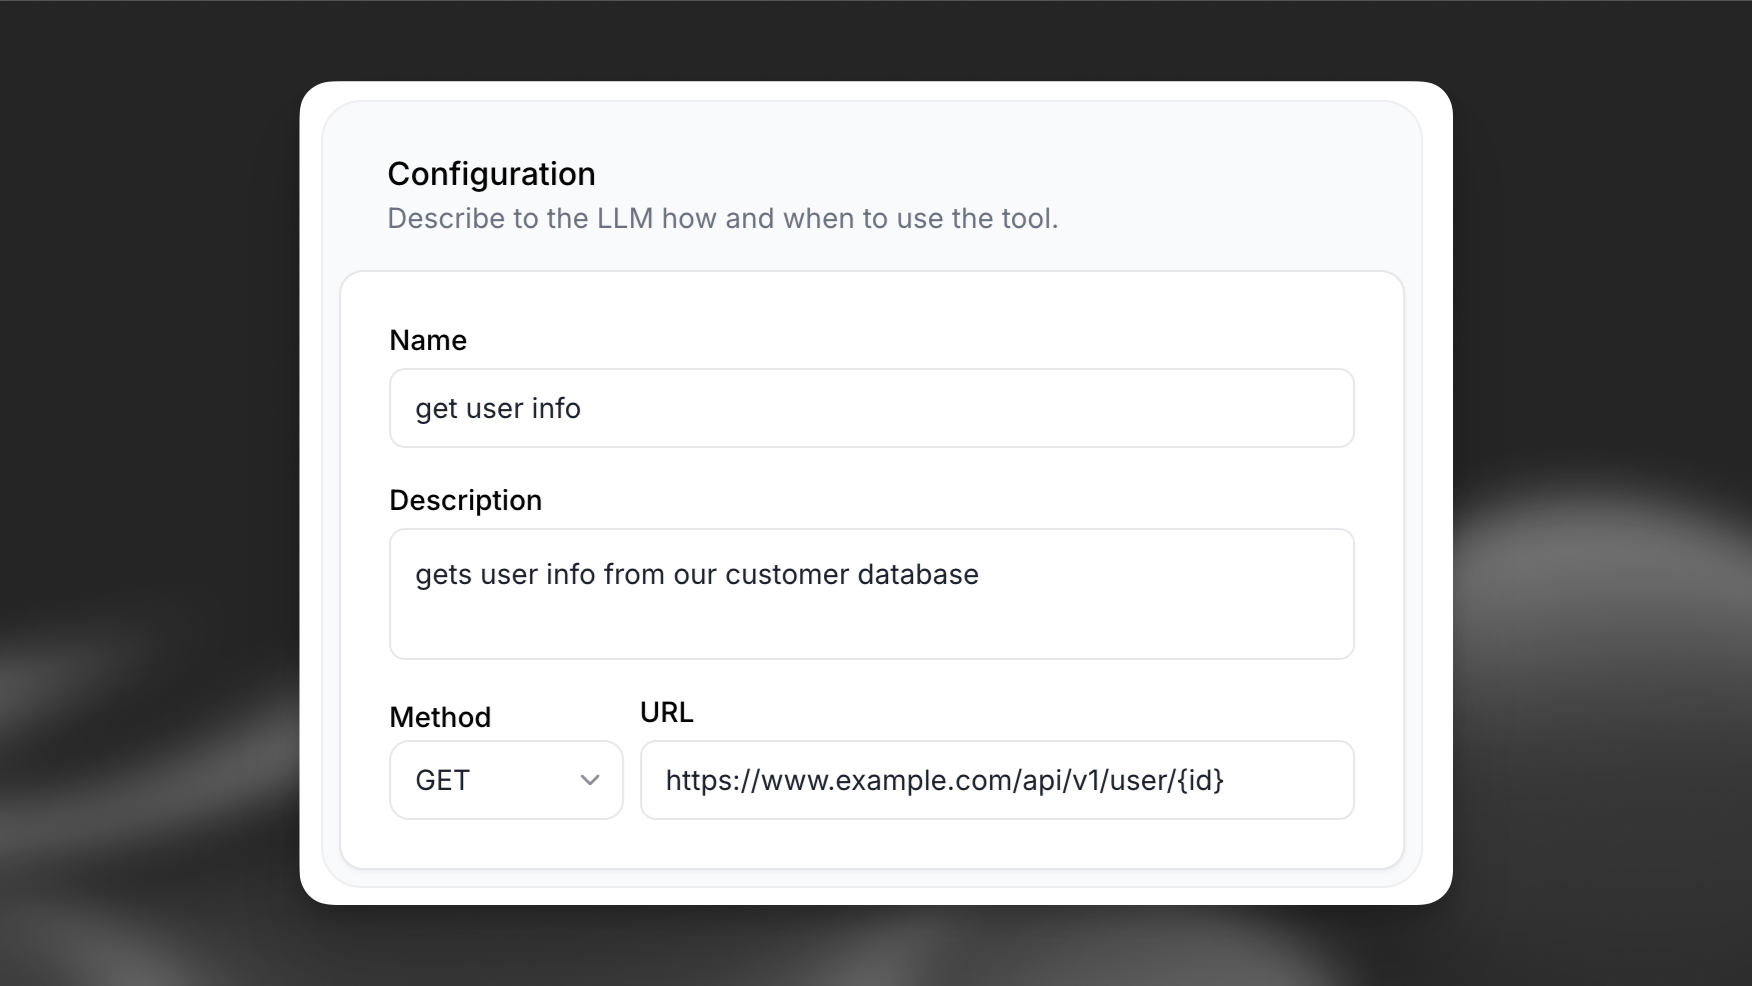 Configuration
Describe to the LLM how and when to use the tool.
Name
get user info
Description
gets user info from our customer database
Method
URL
GET
https://www.example.com/api/v1/user/{id}